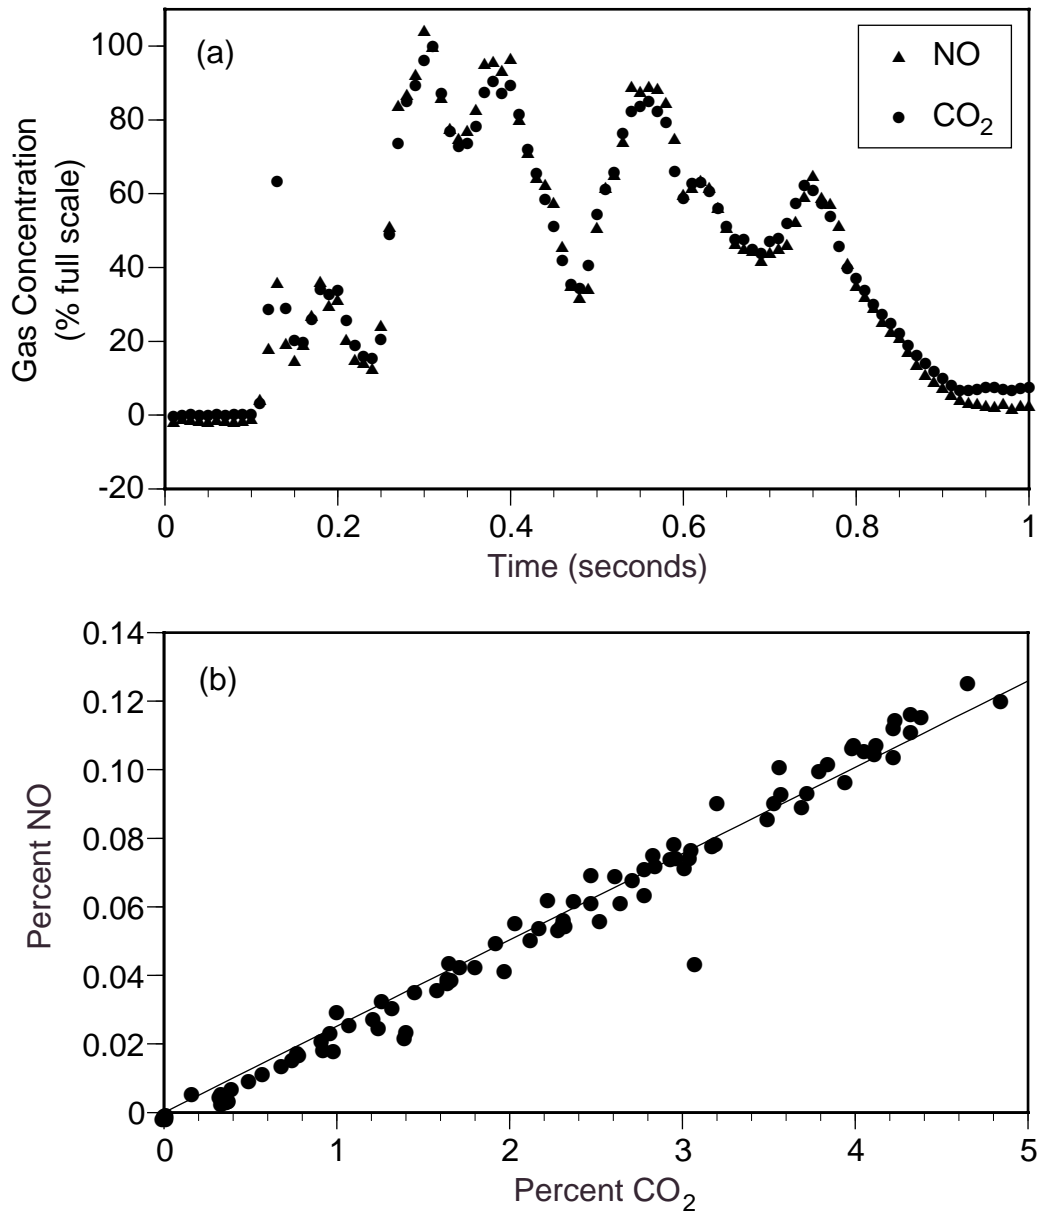 (a)
NO
CO2
Gas Concentration
(% full scale)
100
80
60
40
20
0
-20
0 0.2 0.4 0.6 0.8 1
Time (seconds)
(b)
Percent NO
0.14
0.12
0.10
0.08
0.06
0.04
0.02
0
0 1 2 3 4 5
Percent CO2